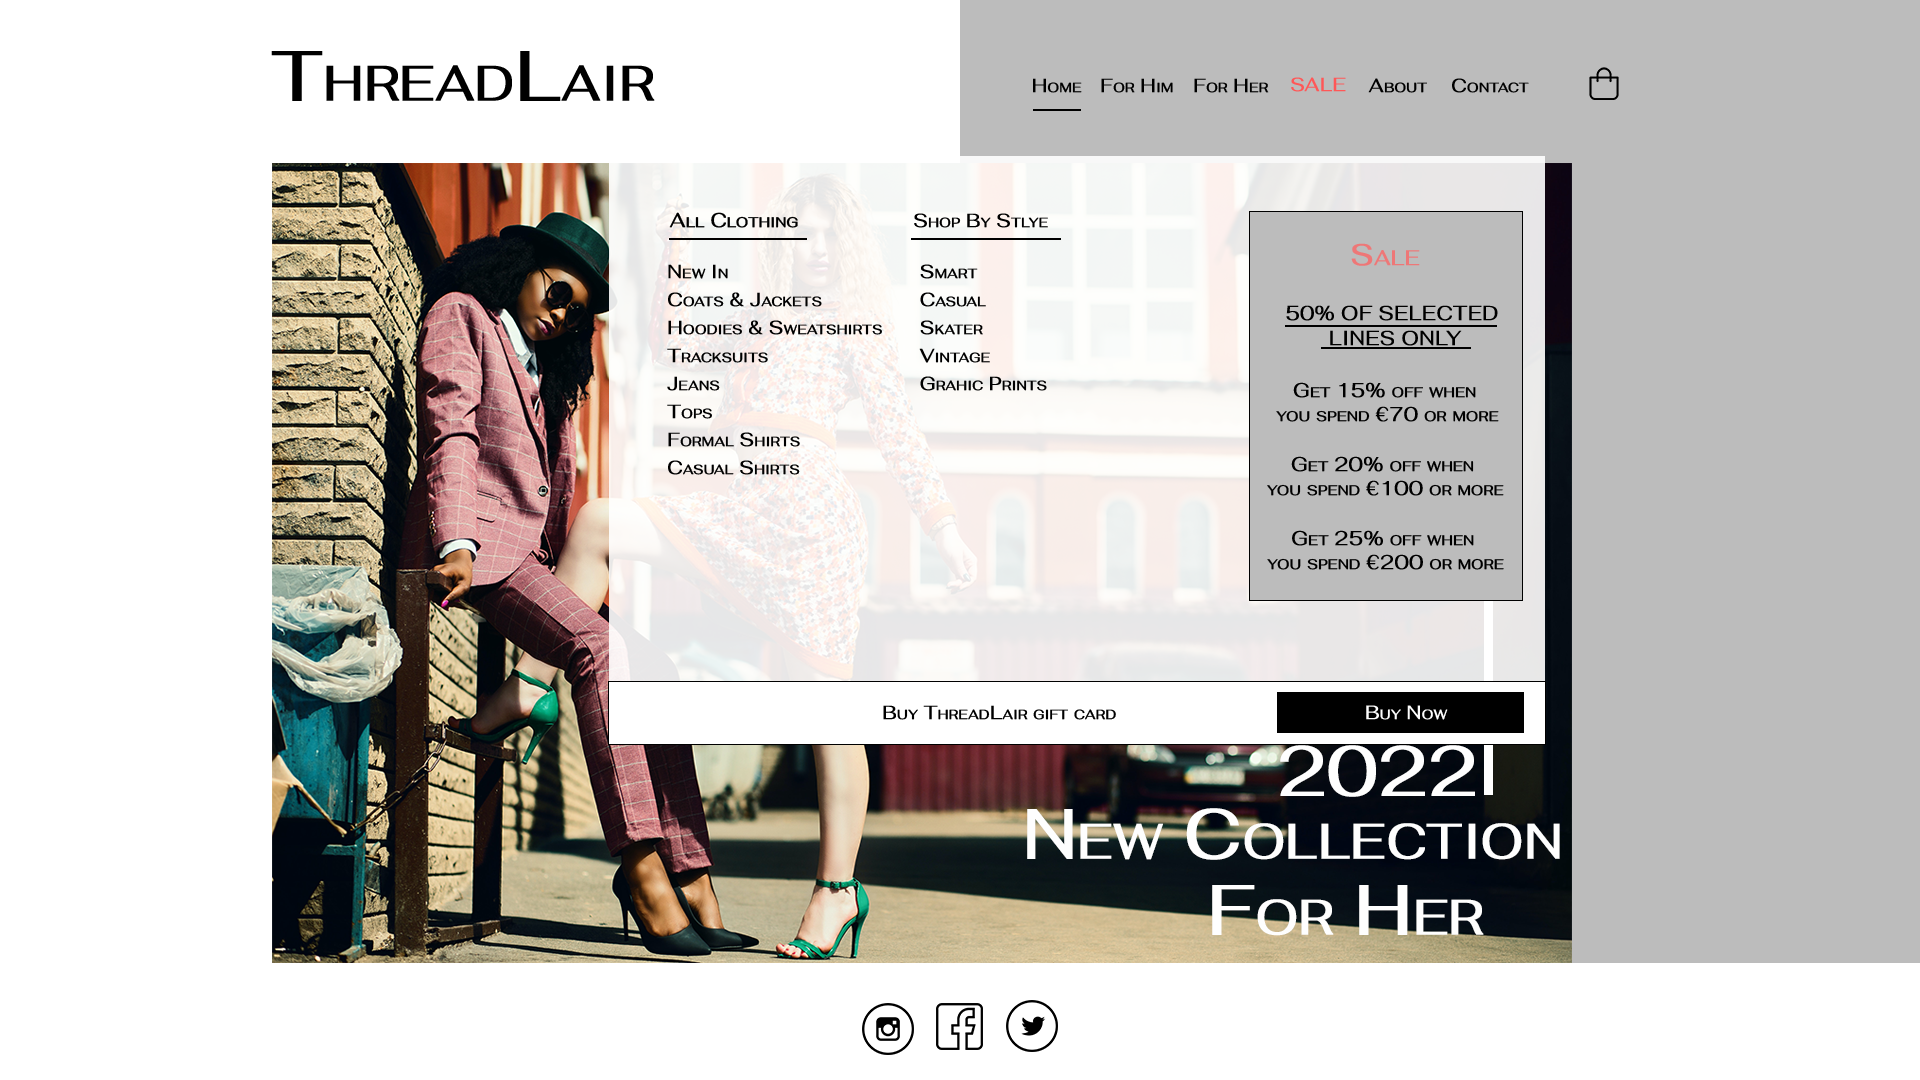 ThreadLair
Home For Him For Her SALE About Contact
All Clothing
New In
Coats & Jackets
Hoodies & Sweatshirts
Tracksuits
Jeans
Tops
Formal Shirts
Casual Shirts
Shop By Stlye
Smart
Casual
Skater
Vintage
Grahic Prints
Sale
50% OF SELECTED
LINES ONLY
Get 15% off when
you spend €70 or more
Get 20% off when
you spend €100 or more
Get 25% off when
you spend €200 or more
Buy ThreadLair gift card
Buy Now
2022
New Collection
For Her